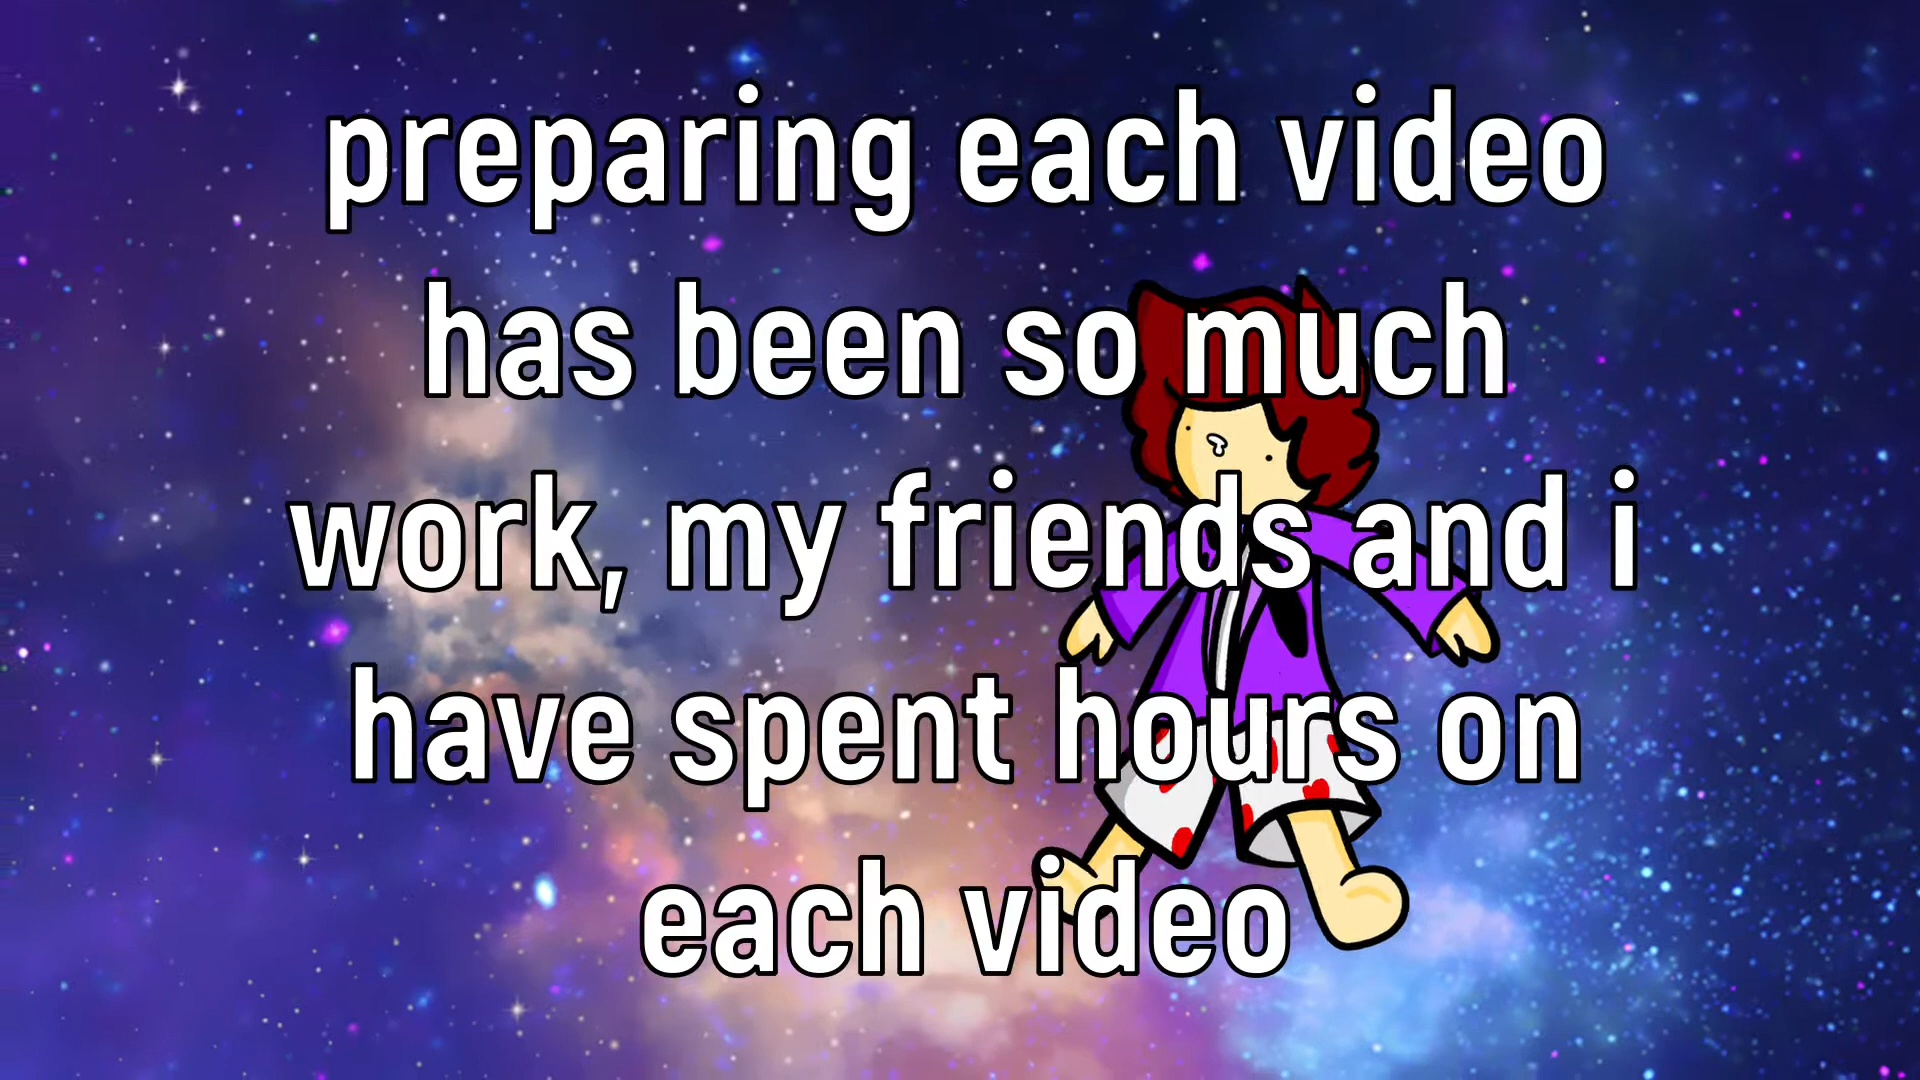 preparing each video
has been so much
work, my friends and i
have spent hours on
each video